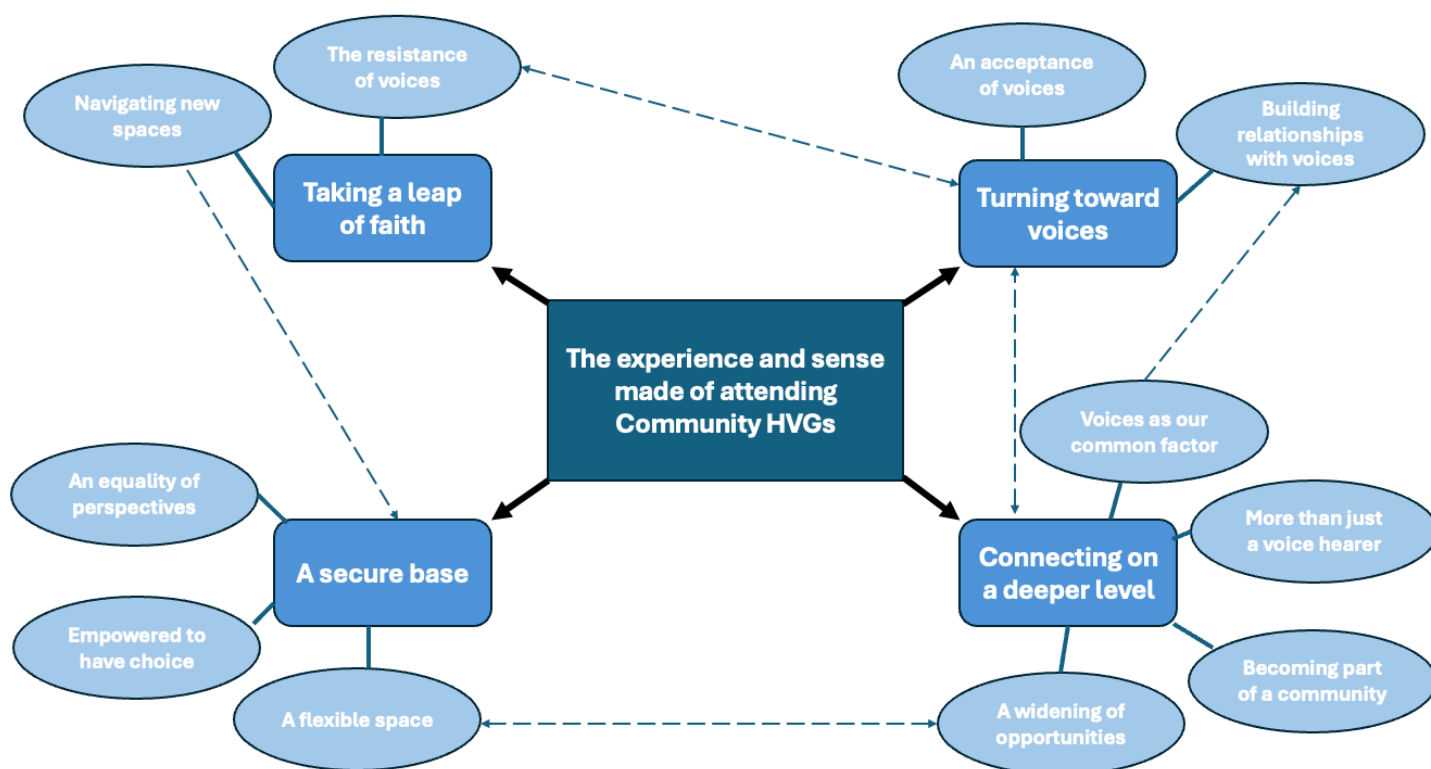 The resistance
of voices
An acceptance
of voices
Navigating new
spaces
Building
relationships
with voices
Taking a leap
of faith
Turning toward
voices
The experience and sense
made of attending
Community HVGs
Voices as our
common factor
An equality of
perspectives
More than just
a voice hearer
A secure base
Connecting on
a deeper level
Empowered to
have choice
Becoming part
of a community
A flexible space
A widening of
opportunities